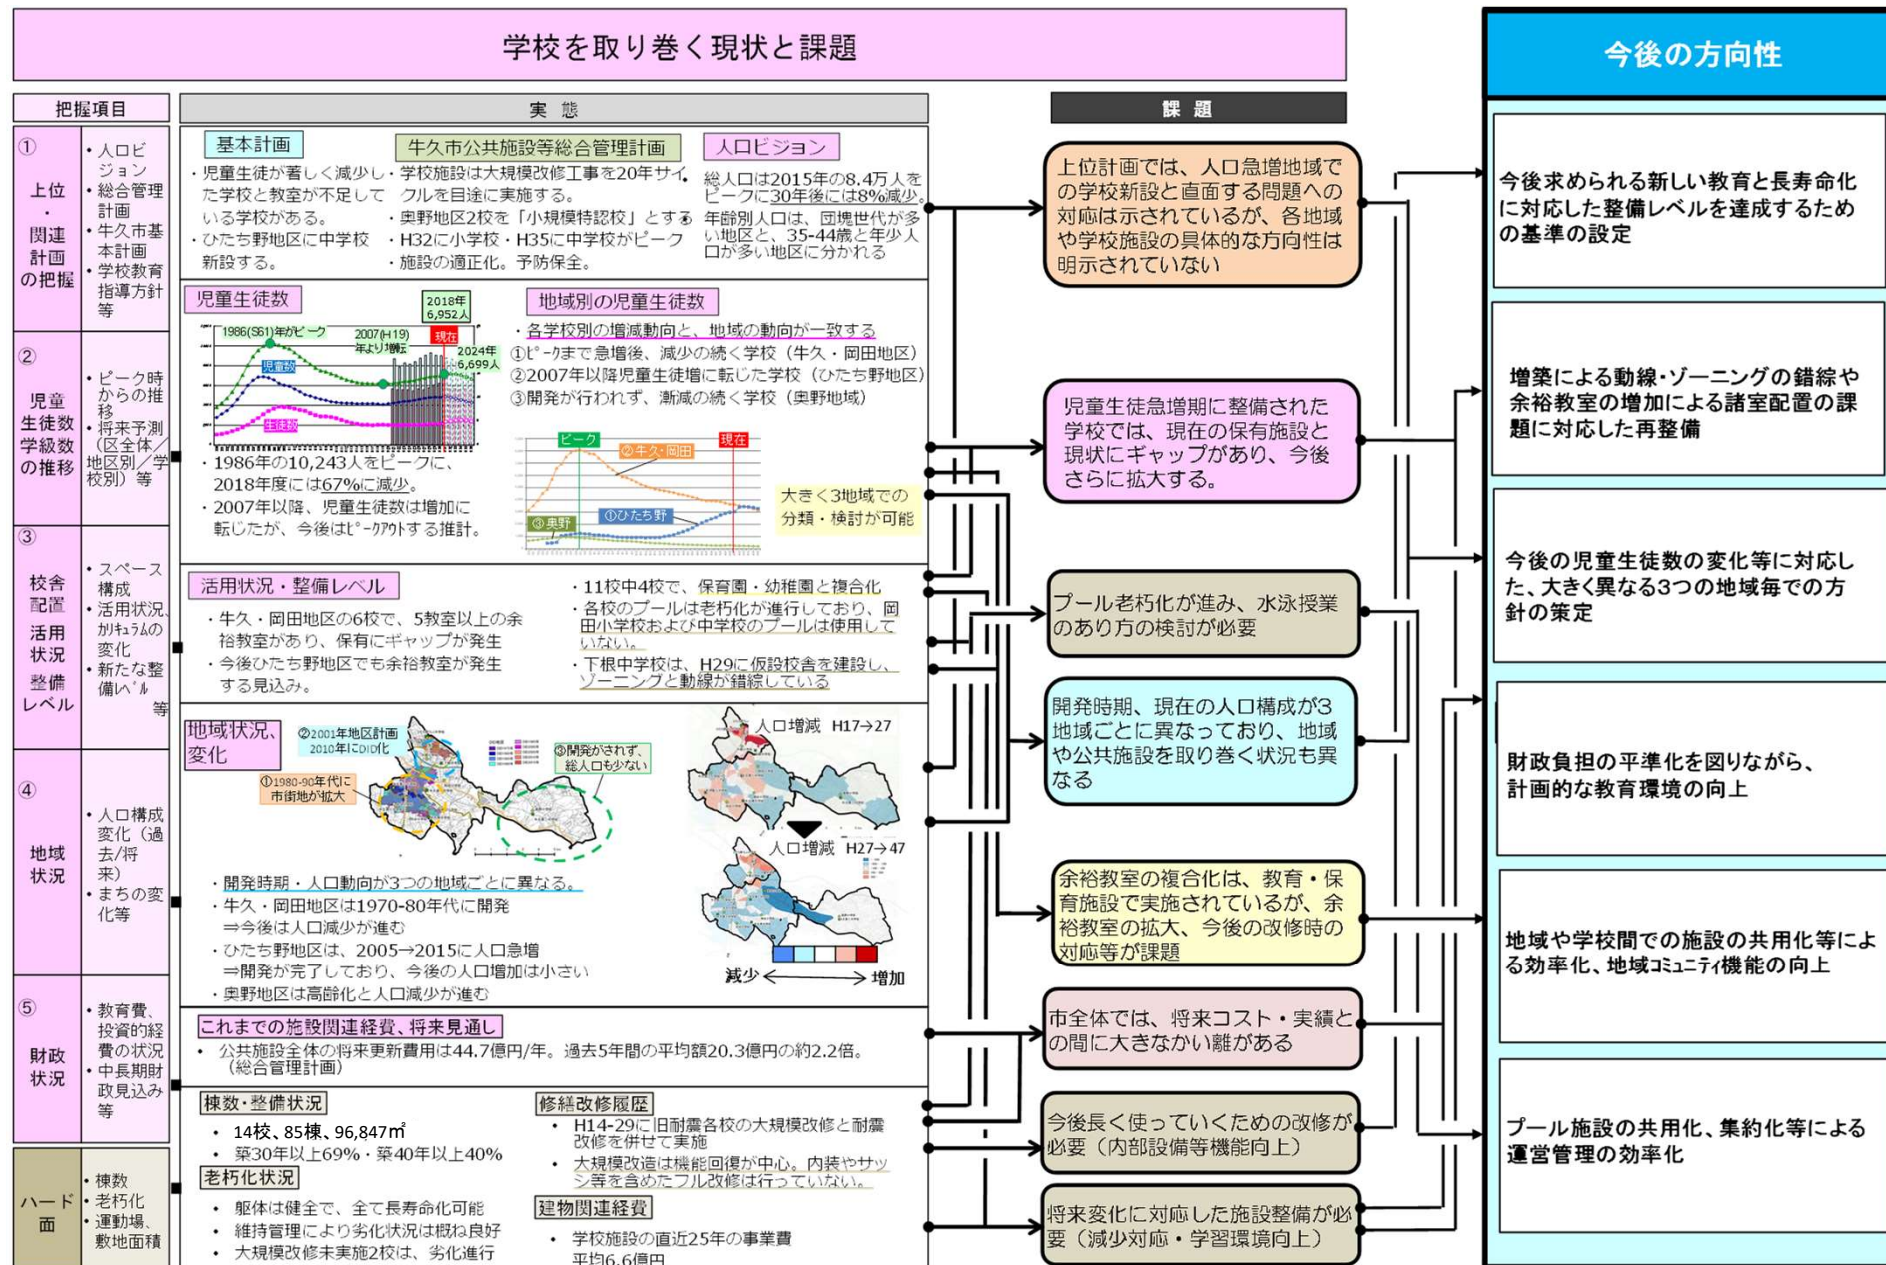 学校を取り巻く現状と課題
今後の方向性
把握項目
実 態
課 題
①
上位
・
関連
計画
の把握
・人口ビ
ジョン
・総合管理
計画
・牛久市基
本計画
・学校教育
指導方針
等
基本計画
・児童生徒が著しく減少し
た学校と教室が不足して
いる学校がある。
・ひたち野地区に中学校
新設する。
牛久市公共施設等総合管理計画
・学校施設は大規模改修工事を20年サイ
クルを目途に実施する。
・奥野地区2校を「小規模特認校」とする
・H32に小学校・H35に中学校がピーク
・施設の適正化。予防保全。
人口ビジョン
総人口は2015年の8.4万人を
ピークに30年後には8%減少。
年齢別人口は、団塊世代が多
い地区と、35-44歳と年少人
口が多い地区に分かれる
②
児童
生徒数
学級数
の推移
・ピーク時
からの推
移
・将来予測
(区全体/
地区別/学
校別)等
児童生徒数
1986(S61)年がピーク
2007(H19)
年より増転
2018年
6,952人
現在
2024年
6,699人
児童数
生徒数
・1986年の10,243人をピークに、
2018年度には67%に減少。
・2007年以降、児童生徒数は増加に
転じたが、今後はピークアウトする推計。
地域別の児童生徒数
・各学校別の増減動向と、地域の動向が一致する
①ピークまで急増後、減少の続く学校(牛久・岡田地区)
②2007年以降児童生徒増に転じた学校(ひたち野地区)
③開発が行われず、漸減の続く学校(奥野地域)
ピーク
現在
②牛久・岡田
①ひたち野
③奥野
大きく3地域での
分類・検討が可能
③
校舎
配置
活用
状況
整備
レベル
・スペース
構成
・活用状況、
カリキュラムの
変化
・新たな整
備レベル
等
活用状況・整備レベル
・牛久・岡田地区の6校で、5教室以上の余
裕教室があり、保有にギャップが発生
・今後ひたち野地区でも余裕教室が発生
する見込み。
・11校中4校で、保育園・幼稚園と複合化
・各校のプールは老朽化が進行しており、岡
田小学校および中学校のプールは使用して
いない。
・下根中学校は、H29に仮設校舎を建設し、
ゾーニングと動線が錯綜している
④
地域
状況
・人口構成
変化(過
去/将
来)
・まちの変
化等
地域状況、
変化
②2001年地区計画
2010年にDID化
①1980-90年代に
市街地が拡大
③開発がされず、
総人口も少ない
人口増減 H17→27
人口増減 H27→47
減少
増加
・開発時期・人口動向が3つの地域ごとに異なる。
・牛久・岡田地区は1970-80年代に開発
⇒今後は人口減少が進む
・ひたち野地区は、2005→2015に人口急増
⇒開発が完了しており、今後の人口増加は小さい
・奥野地区は高齢化と人口減少が進む
⑤
財政
状況
・教育費、
投資的経
費の状況
・中長期財
政見込み
等
これまでの施設関連経費、将来見通し
・公共施設全体の将来更新費用は44.7億円/年。過去5年間の平均額20.3億円の約2.2倍。
(総合管理計画)
ハード
面
・棟数
・老朽化
・運動場、
敷地面積
棟数・整備状況
・14校、85棟、96,847㎡
・築30年以上69%・築40年以上40%
老朽化状況
・躯体は健全で、全て長寿命化可能
・維持管理により劣化状況は概ね良好
・大規模改修未実施2校は、劣化進行
修繕改修履歴
・H14-29に旧耐震各校の大規模改修と耐震
改修を併せて実施
・大規模改造は機能回復が中心。内装やサッ
シ等を含めたフル改修は行っていない。
建物関連経費
・学校施設の直近25年の事業費
平均6.6億円
上位計画では、人口急増地域で
の学校新設と直面する問題への
対応は示されているが、各地域
や学校施設の具体的な方向性は
明示されていない
児童生徒急増期に整備された
学校では、現在の保有施設と
現状にギャップがあり、今後
さらに拡大する。
プール老朽化が進み、水泳授業
のあり方の検討が必要
開発時期、現在の人口構成が3
地域ごとに異なっており、地域
や公共施設を取り巻く状況も異
なる
余裕教室の複合化は、教育・保
育施設で実施されているが、余
裕教室の拡大、今後の改修時の
対応等が課題
市全体では、将来コスト・実績と
の間に大きなかい離がある
今後長く使っていくための改修が
必要(内部設備等機能向上)
将来変化に対応した施設整備が必
要(減少対応・学習環境向上)
今後求められる新しい教育と長寿命化
に対応した整備レベルを達成するため
の基準の設定
増築による動線・ゾーニングの錯綜や
余裕教室の増加による諸室配置の課
題に対応した再整備
今後の児童生徒数の変化等に対応し
た、大きく異なる3つの地域毎での方
針の策定
財政負担の平準化を図りながら、
計画的な教育環境の向上
地域や学校間での施設の共用化等によ
る効率化、地域コミュニティ機能の向上
プール施設の共用化、集約化等による
運営管理の効率化